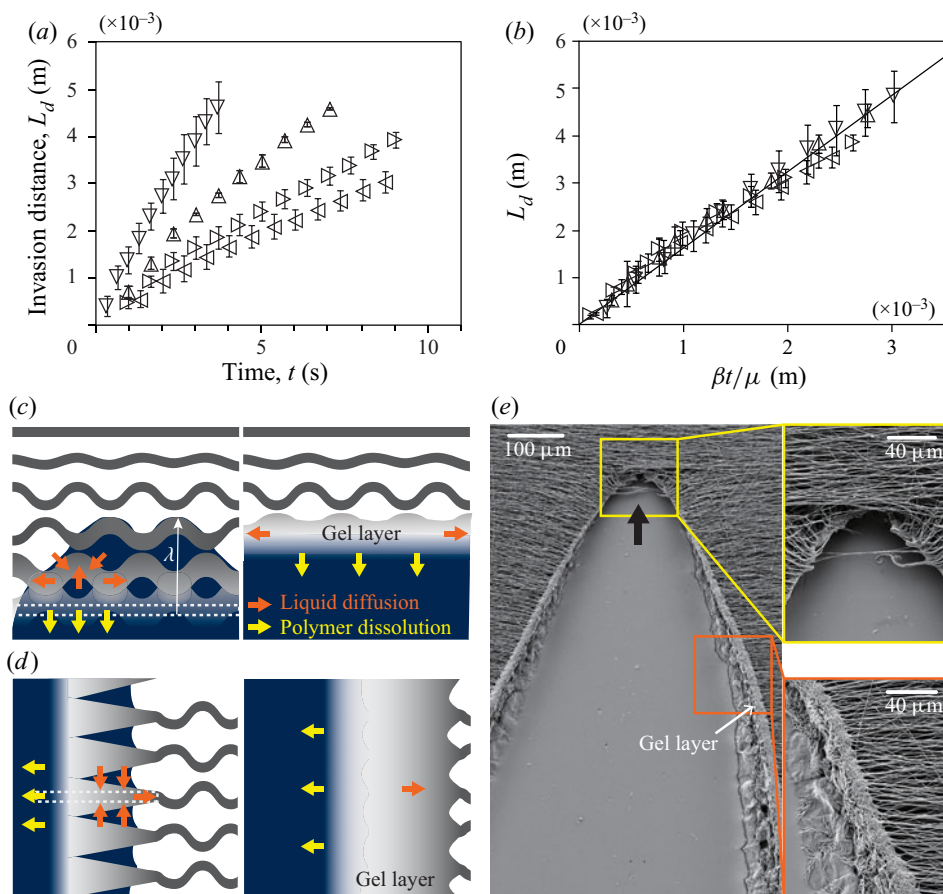 (a)
(×10⁻³)
Invasion distance, L_d (m)
6
5
4
3
2
1
0
5
10
Time, t (s)
(b)
(×10⁻³)
L_d (m)
6
5
4
3
2
1
0
1
2
3
(×10⁻³)
βt/μ (m)
(c)
λ
Gel layer
Liquid diffusion
Polymer dissolution
(d)
Gel layer
(e)
100 μm
40 μm
Gel layer
40 μm